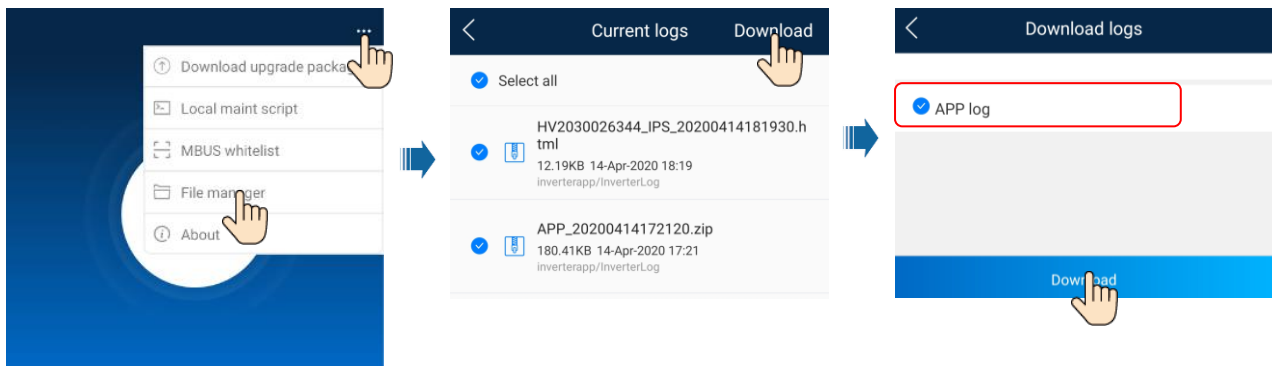 ...
Download upgrade package
Local maint script
MBUS whitelist
File manager
About
Current logs
Download
Select all
HV2030026344_IPS_20200414181930.h
tml
12.19KB 14-Apr-2020 18:19
inverterapp/InverterLog
APP_20200414172120.zip
180.41KB 14-Apr-2020 17:21
inverterapp/InverterLog
Download logs
APP log
Download